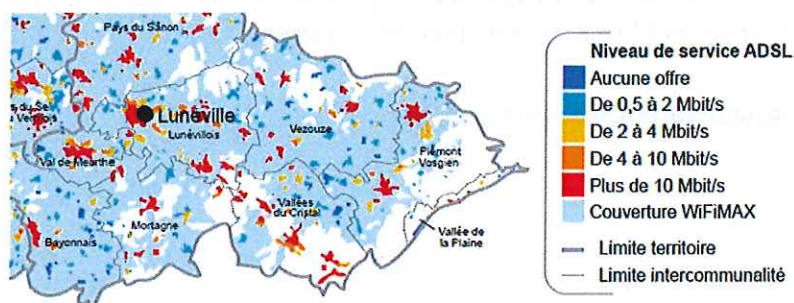 Pays du Sânon
Lunéville
Lunévillois
Vezouze
Piémont
Vosgien
Val de Meurthe
Vallées
du Cristal
Mortagne
Bayonnais
Vallée de
la Plaine
Niveau de service ADSL
Aucune offre
De 0,5 à 2 Mbit/s
De 2 à 4 Mbit/s
De 4 à 10 Mbit/s
Plus de 10 Mbit/s
Couverture WiFiMAX
Limite territoire
Limite intercommunalité